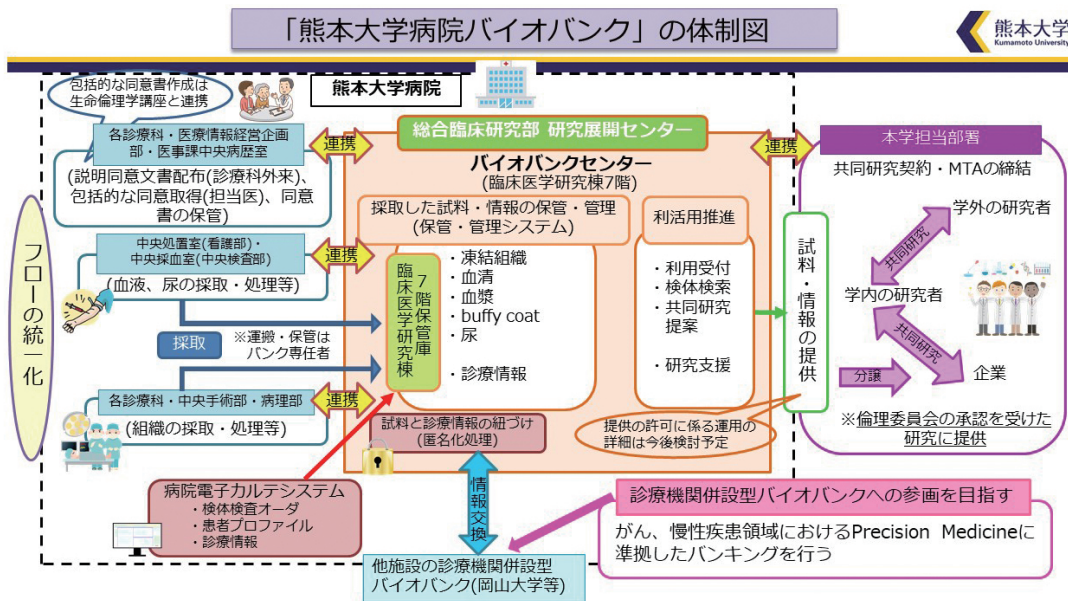 「熊本大学病院バイオバンク」の体制図
熊本大学
Kumamoto University
包括的な同意書作成は
生命倫理学講座と連携
熊本大学病院
各診療科・医療情報経営企画
部・医事課中央病歴室
(説明同意文書配布(診療科外来)、
包括的な同意取得(担当医)、同意
書の保管)
連携
総合臨床研究部 研究展開センター
連携
本学担当部署
共同研究契約・MTAの締結
バイオバンクセンター
(臨床医学研究棟7階)
フローの統一化
中央処置室(看護部)・
中央採血室(中央検査部)
(血液、尿の採取・処理等)
連携
採取した試料・情報の保管・管理
(保管・管理システム)
7階保管庫
臨床医学研究棟
・凍結組織
・血清
・血漿
・buffy coat
・尿
・診療情報
利活用推進
・利用受付
・検体検索
・共同研究
提案
・研究支援
試料・情報の提供
学外の研究者
共同研究
学内の研究者
共同研究
企業
分譲
※倫理委員会の承認を受けた
研究に提供
採取
※運搬・保管は
バンク専任者
各診療科・中央手術部・病理部
(組織の採取・処理等)
連携
試料と診療情報の紐づけ
(匿名化処理)
提供の許可に係る運用の
詳細は今後検討予定
病院電子カルテシステム
・検体検査オーダ
・患者プロファイル
・診療情報
情報交換
診療機関併設型バイオバンクへの参画を目指す
がん、慢性疾患領域におけるPrecision Medicineに
準拠したバンキングを行う
他施設の診療機関併設型
バイオバンク(岡山大学等)